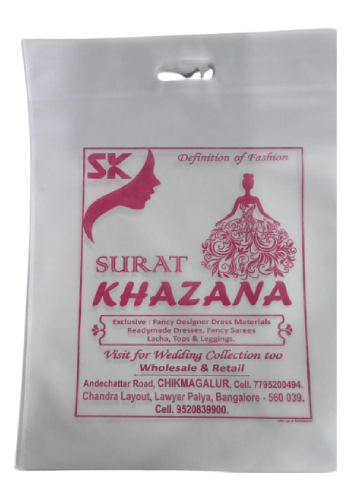 SK
Definition of Fashion
SURAT
KHAZANA
Exclusive : Fancy Designer Dress Materials
Readymade Dresses, Fancy Sarees
Lacha, Tops & Leggings.
Visit for Wedding Collection too
Wholesale & Retail
Andechattar Road, CHIKMAGALUR, Cell. 7795200494.
Chandra Layout, Lawyer Palya, Bangalore - 560 039.
Cell. 9520839900.